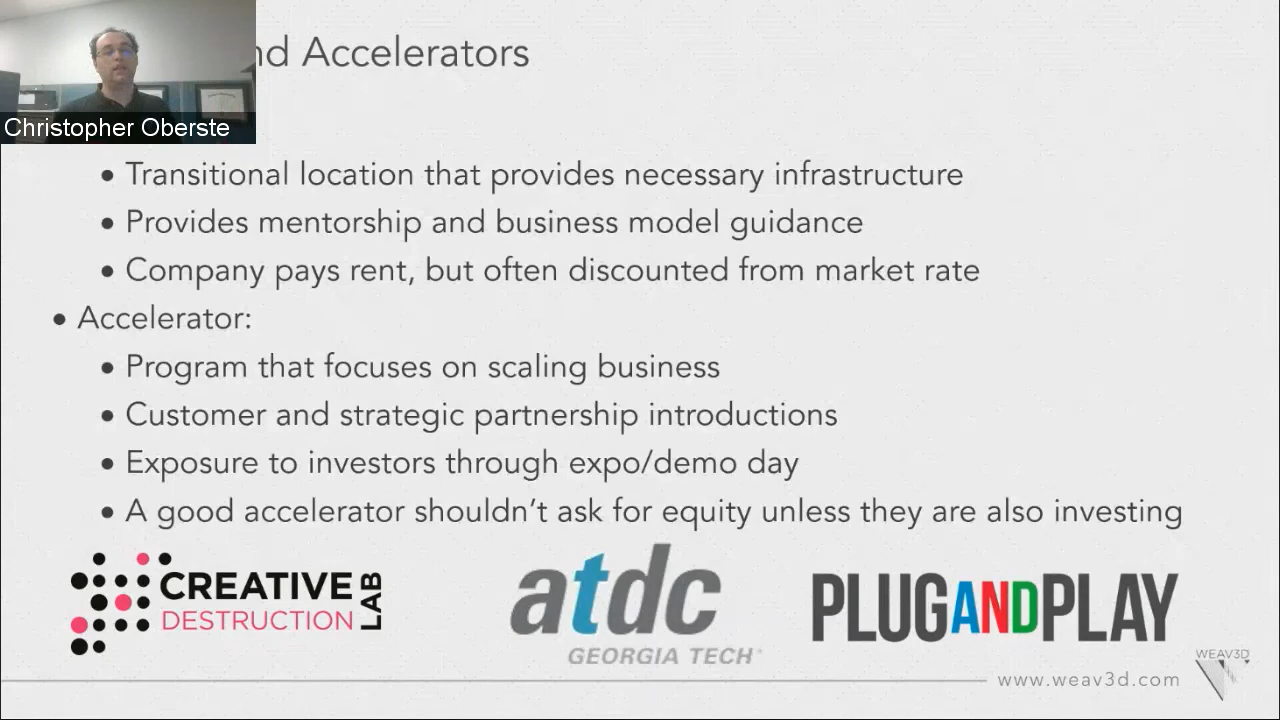 nd Accelerators
Christopher Oberste
• Transitional location that provides necessary infrastructure
• Provides mentorship and business model guidance
• Company pays rent, but often discounted from market rate
• Accelerator:
• Program that focuses on scaling business
• Customer and strategic partnership introductions
• Exposure to investors through expo/demo day
• A good accelerator shouldn't ask for equity unless they are also investing
CREATIVE
DESTRUCTION
LAB
atdc
GEORGIA TECH
PLUGANDPLAY
WEAV3D
www.weav3d.com